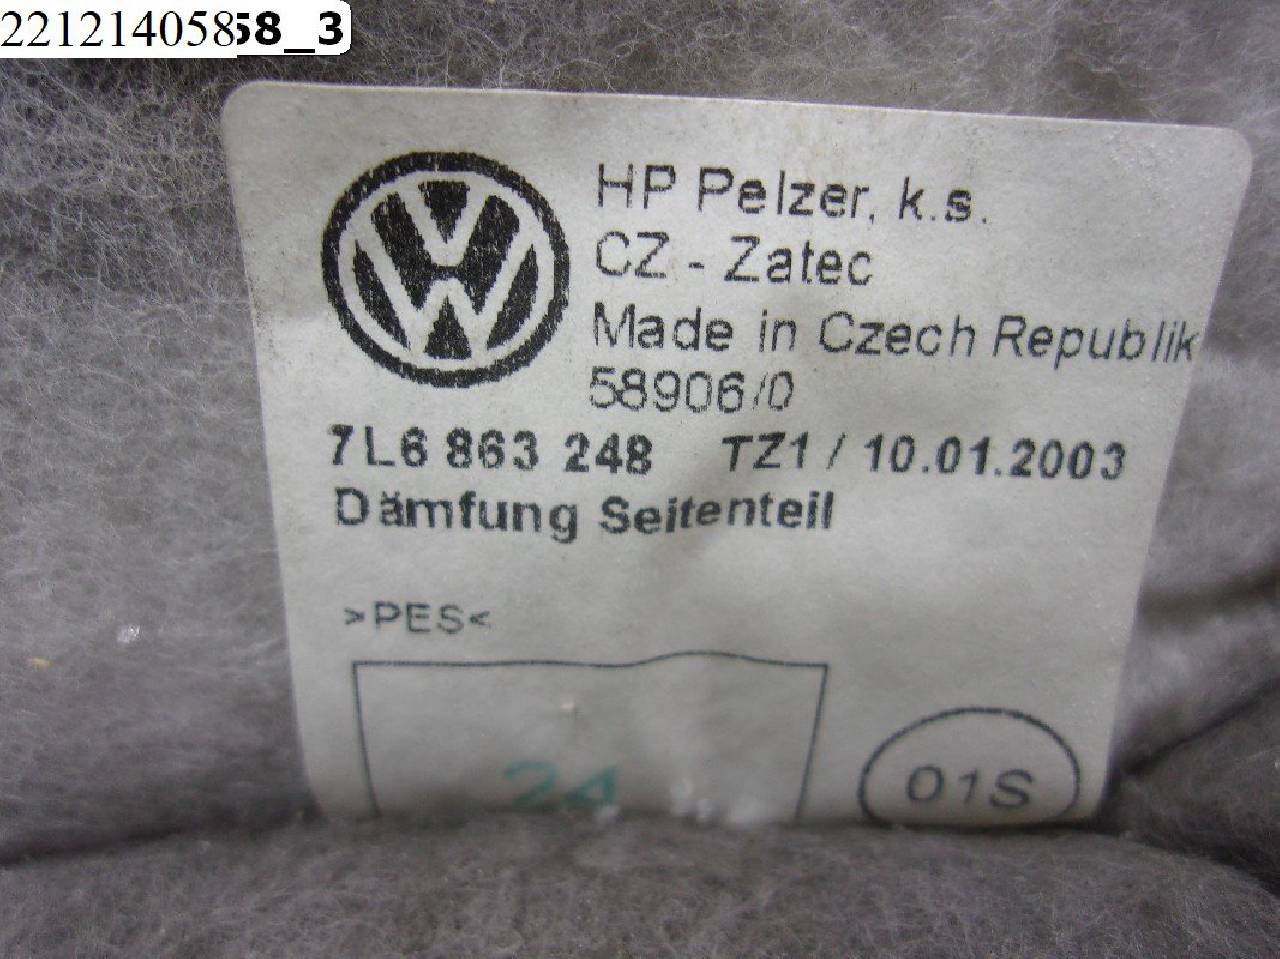 22121405858_3
HP Pelzer, k.s.
CZ - Zatec
Made in Czech Republik
58906/0
7L6 863 248 TZ1 / 10.01.2003
Dämfung Seitenteil
>PES<
24
01S